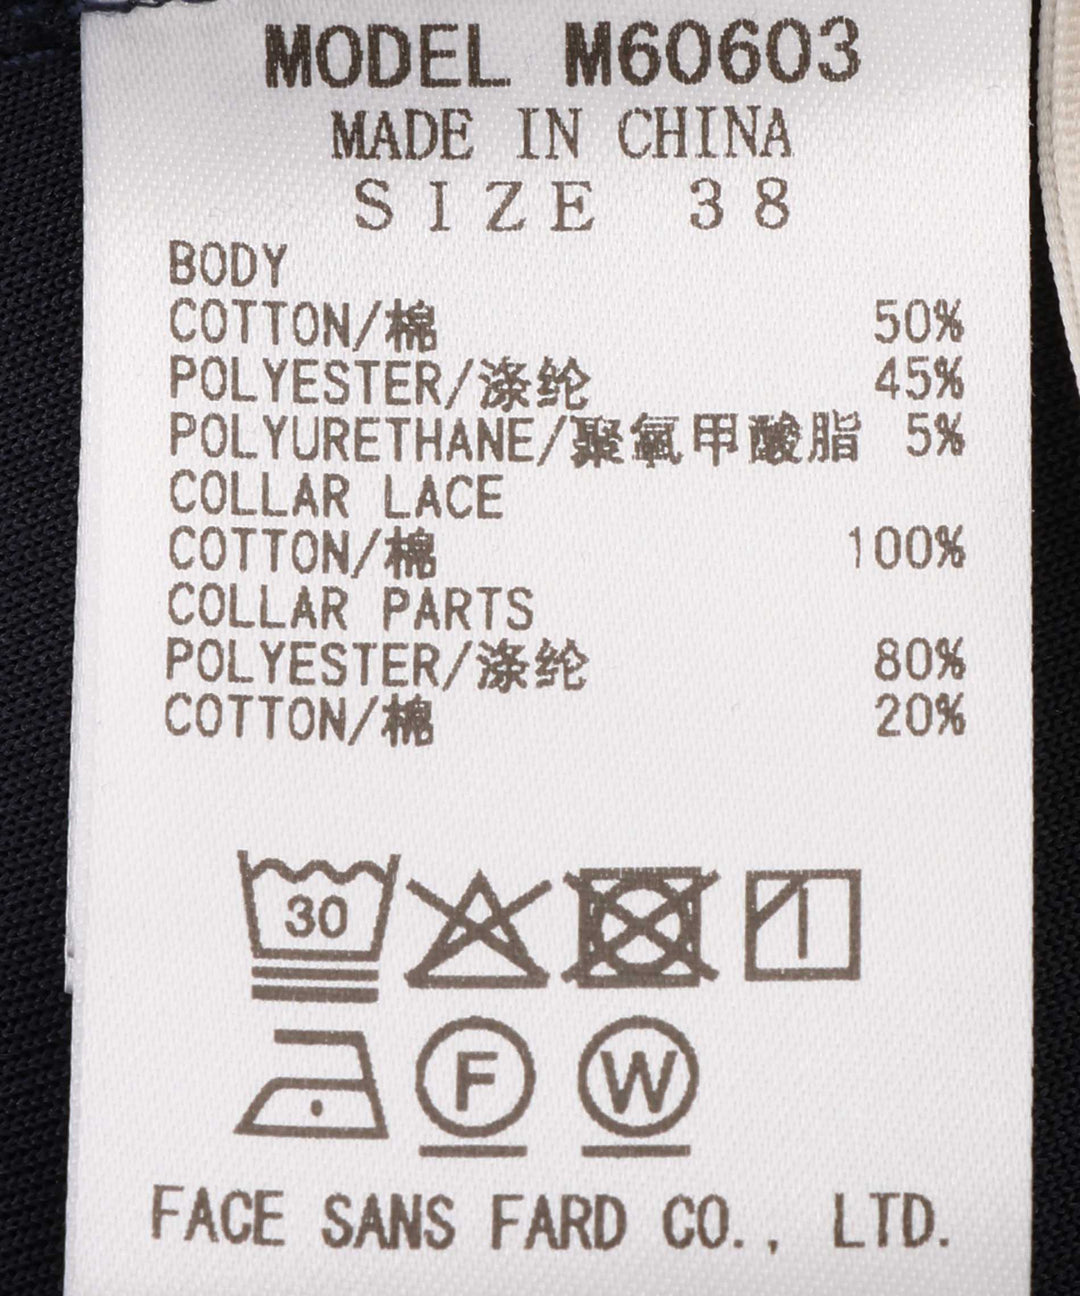 MODEL M60603
MADE IN CHINA
SIZE 38
BODY
COTTON/棉 50%
POLYESTER/涤纶 45%
POLYURETHANE/聚氧甲酸脂 5%
COLLAR LACE
COTTON/棉 100%
COLLAR PARTS
POLYESTER/涤纶 80%
COTTON/棉 20%
30
F W
FACE SANS FARD CO., LTD.